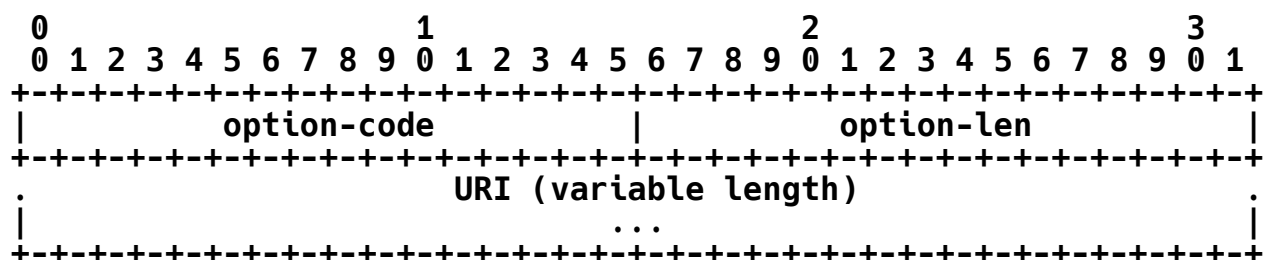 0                   1                   2                   3
 0 1 2 3 4 5 6 7 8 9 0 1 2 3 4 5 6 7 8 9 0 1 2 3 4 5 6 7 8 9 0 1
+-+-+-+-+-+-+-+-+-+-+-+-+-+-+-+-+-+-+-+-+-+-+-+-+-+-+-+-+-+-+-+-+
|          option-code          |          option-len           |
+-+-+-+-+-+-+-+-+-+-+-+-+-+-+-+-+-+-+-+-+-+-+-+-+-+-+-+-+-+-+-+-+
.                      URI (variable length)                    .
|                              ...                              |
+-+-+-+-+-+-+-+-+-+-+-+-+-+-+-+-+-+-+-+-+-+-+-+-+-+-+-+-+-+-+-+-+